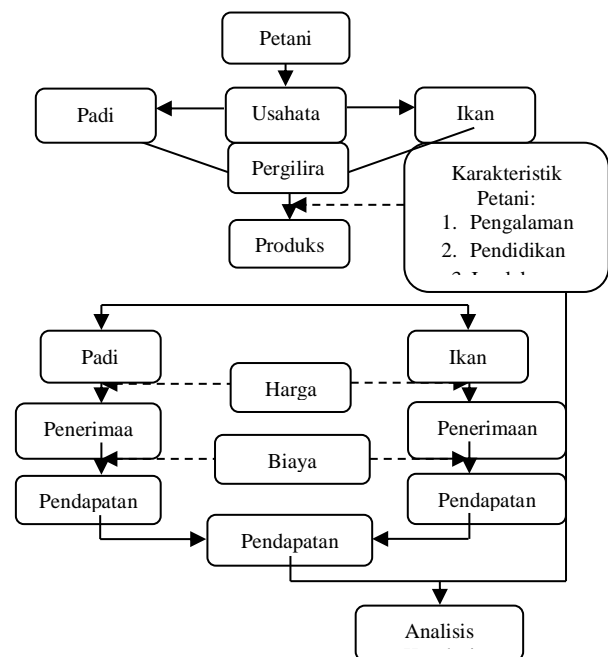 Petani
Padi
Usahata
Ikan
Pergilira
Karakteristik
Petani:
1. Pengalaman
2. Pendidikan
Produks
Padi
Ikan
Harga
Penerimaa
Penerimaan
Biaya
Pendapatan
Pendapatan
Pendapatan
Analisis